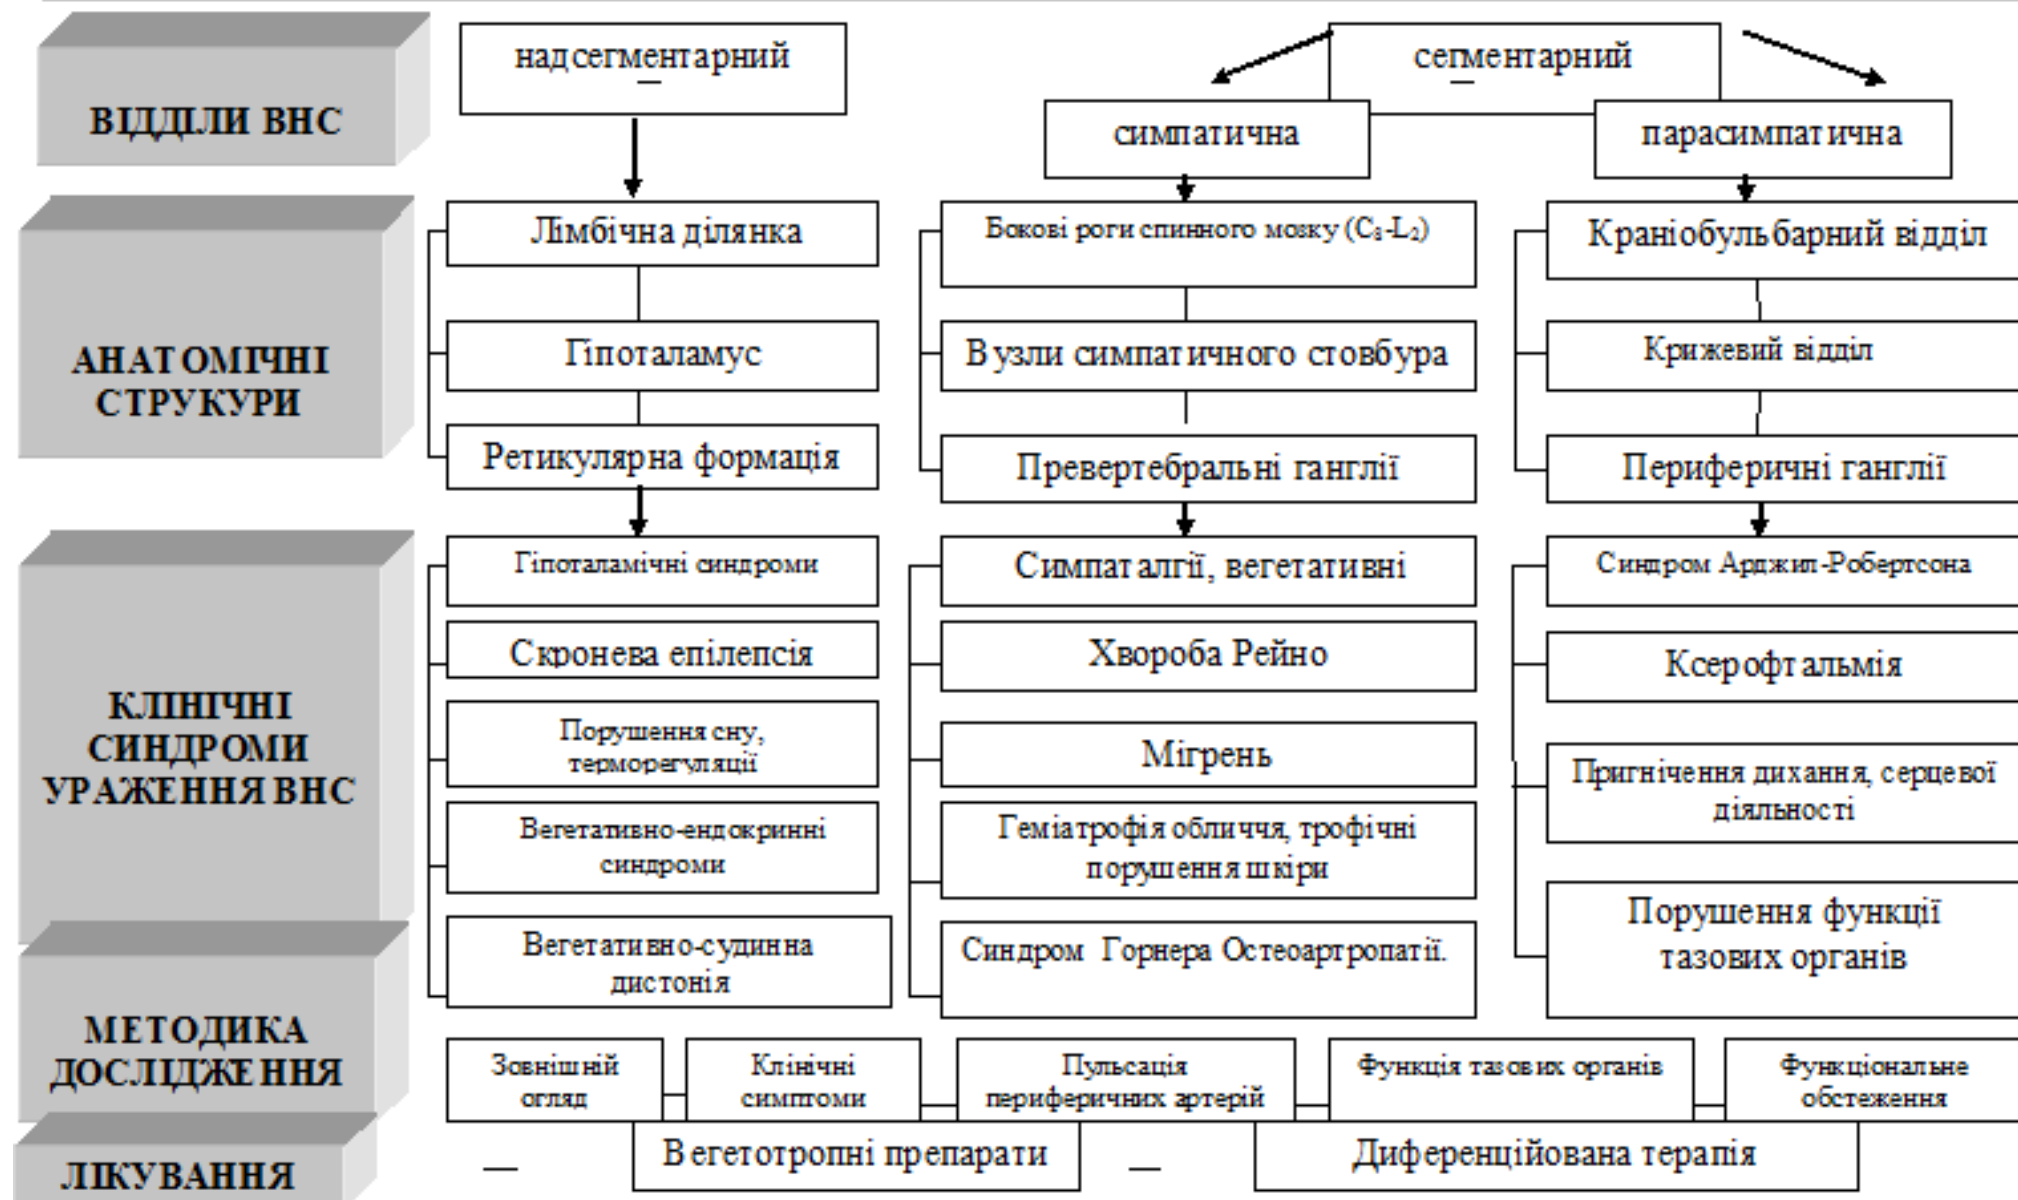 ВІДДІЛИ ВНС
надсегментарний
сегментарний
симпатична
парасимпатична
АНАТОМІЧНІ
СТРУКУРИ
Лімбічна ділянка
Бокові роги спинного мозку (C₈-L₂)
Краніобульбарний відділ
Гіпоталамус
Вузли симпатичного стовбура
Крижевий відділ
Ретикулярна формація
Превертебральні ганглії
Периферичні ганглії
КЛІНІЧНІ
СИНДРОМИ
УРАЖЕННЯ ВНС
Гіпоталамічні синдроми
Симпаталгії, вегетативні
Синдром Арджил-Робертсона
Скронева епілепсія
Хвороба Рейно
Ксерофтальмія
Порушення сну,
терморегуляції
Мігрень
Пригнічення дихання, серцевої
діяльності
Вегетативно-ендокринні
синдроми
Геміатрофія обличчя, трофічні
порушення шкіри
Порушення функції
тазових органів
Вегетативно-судинна
дистонія
Синдром Горнера Остеоартропатії.
МЕТОДИКА
ДОСЛІДЖЕННЯ
Зовнішній
огляд
Клінічні
симптоми
Пульсація
периферичних артерій
Функція тазових органів
Функціональне
обстеження
ЛІКУВАННЯ
Вегетотропні препарати
Диференційована терапія